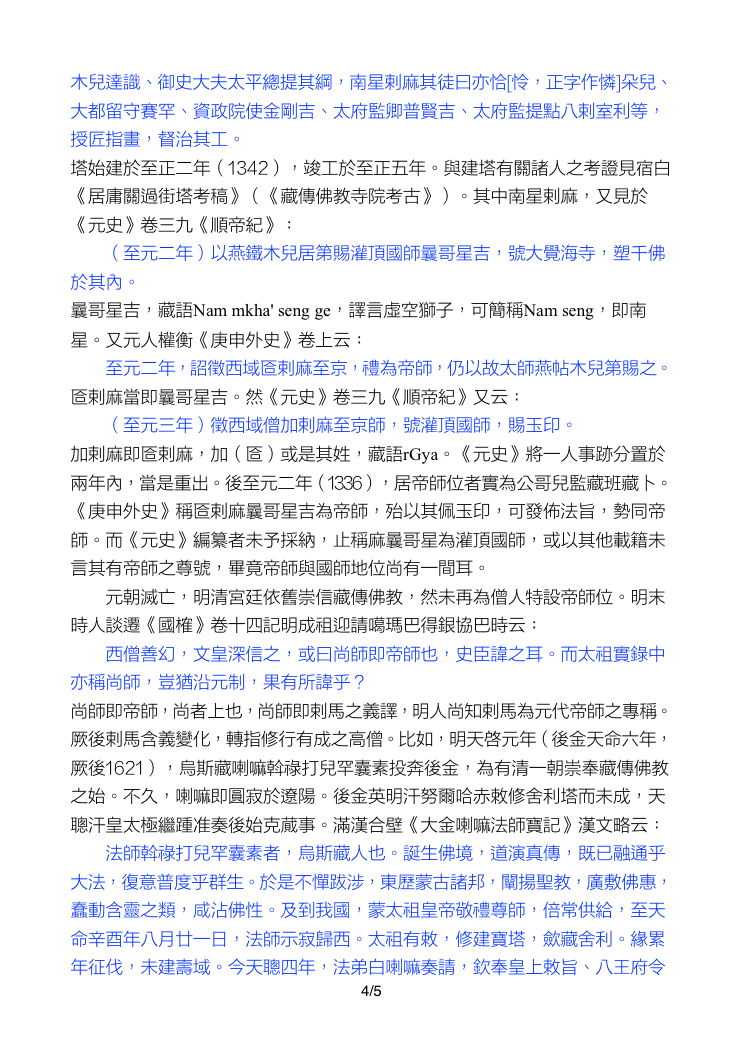 木兒達識、御史大夫太平總提其綱，南星剌麻其徒曰亦恰[怜，正字作憐]朵兒、
大都留守賽罕、資政院使金剛吉、太府監卿普賢吉、太府監提點八剌室利等，
授匠指畫，督治其工。
塔始建於至正二年（1342），竣工於至正五年。與建塔有關諸人之考證見宿白
《居庸關過街塔考稿》（《藏傳佛教寺院考古》）。其中南星剌麻，又見於
《元史》卷三九《順帝紀》：
（至元二年）以燕鐵木兒居第賜灌頂國師曩哥星吉，號大覺海寺，塑千佛
於其內。
曩哥星吉，藏語Nam mkha' seng ge，譯言虛空獅子，可簡稱Nam seng，即南
星。又元人權衡《庚申外史》卷上云：
至元二年，詔徵西域匼剌麻至京，禮為帝師，仍以故太師燕帖木兒第賜之。
匼剌麻當即曩哥星吉。然《元史》卷三九《順帝紀》又云：
（至元三年）徵西域僧加剌麻至京師，號灌頂國師，賜玉印。
加剌麻即匼剌麻，加（匼）或是其姓，藏語rGya。《元史》將一人事跡分置於
兩年內，當是重出。後至元二年（1336），居帝師位者實為公哥兒監藏班藏卜。
《庚申外史》稱匼剌麻曩哥星吉為帝師，殆以其佩玉印，可發佈法旨，勢同帝
師。而《元史》編纂者未予採納，止稱麻曩哥星為灌頂國師，或以其他載籍未
言其有帝師之尊號，畢竟帝師與國師地位尚有一間耳。
元朝滅亡，明清宮廷依舊崇信藏傳佛教，然未再為僧人特設帝師位。明末
時人談遷《國榷》卷十四記明成祖迎請噶瑪巴得銀協巴時云：
西僧善幻，文皇深信之，或曰尚師即帝師也，史臣諱之耳。而太祖實錄中
亦稱尚師，豈猶沿元制，果有所諱乎？
尚師即帝師，尚者上也，尚師即剌馬之義譯，明人尚知剌馬為元代帝師之專稱。
厥後剌馬含義變化，轉指修行有成之高僧。比如，明天啓元年（後金天命六年，
厥後1621），烏斯藏喇嘛斡祿打兒罕囊素投奔後金，為有清一朝崇奉藏傳佛教
之始。不久，喇嘛即圓寂於遼陽。後金英明汗努爾哈赤敕修舍利塔而未成，天
聰汗皇太極繼踵准奏後始克蕆事。滿漢合璧《大金喇嘛法師寶記》漢文略云：
法師斡祿打兒罕囊素者，烏斯藏人也。誕生佛境，道演真傳，既已融通乎
大法，復意普度乎群生。於是不憚跋涉，東歷蒙古諸邦，闡揚聖教，廣敷佛惠，
蠢動含靈之類，咸沾佛性。及到我國，蒙太祖皇帝敬禮尊師，倍常供給，至天
命辛酉年八月廿一日，法師示寂歸西。太祖有敕，修建寶塔，歛藏舍利。緣累
年征伐，未建壽域。今天聰四年，法弟白喇嘛奏請，欽奉皇上敕旨、八王府令
4/5